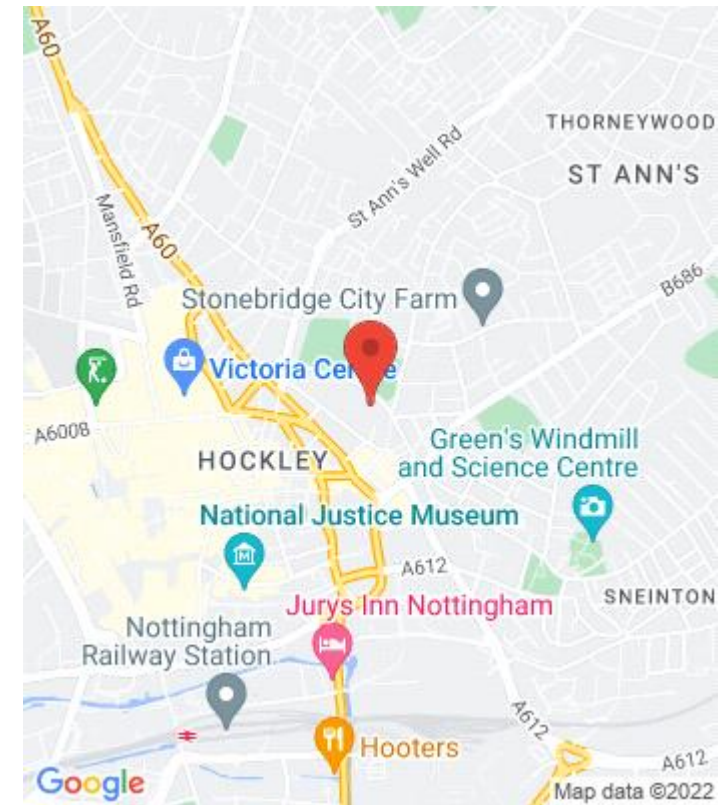 A60
THORNEYWOOD
ST ANN'S
St Ann's Well Rd
Mansfield Rd
A60
B686
Stonebridge City Farm
Victoria Ce e
A6008
HOCKLEY
Green's Windmill
and Science Centre
National Justice Museum
A612
SNEINTON
Jurys Inn Nottingham
Nottingham
Railway Station
A612
Hooters
A612
Google
Map data ©2022